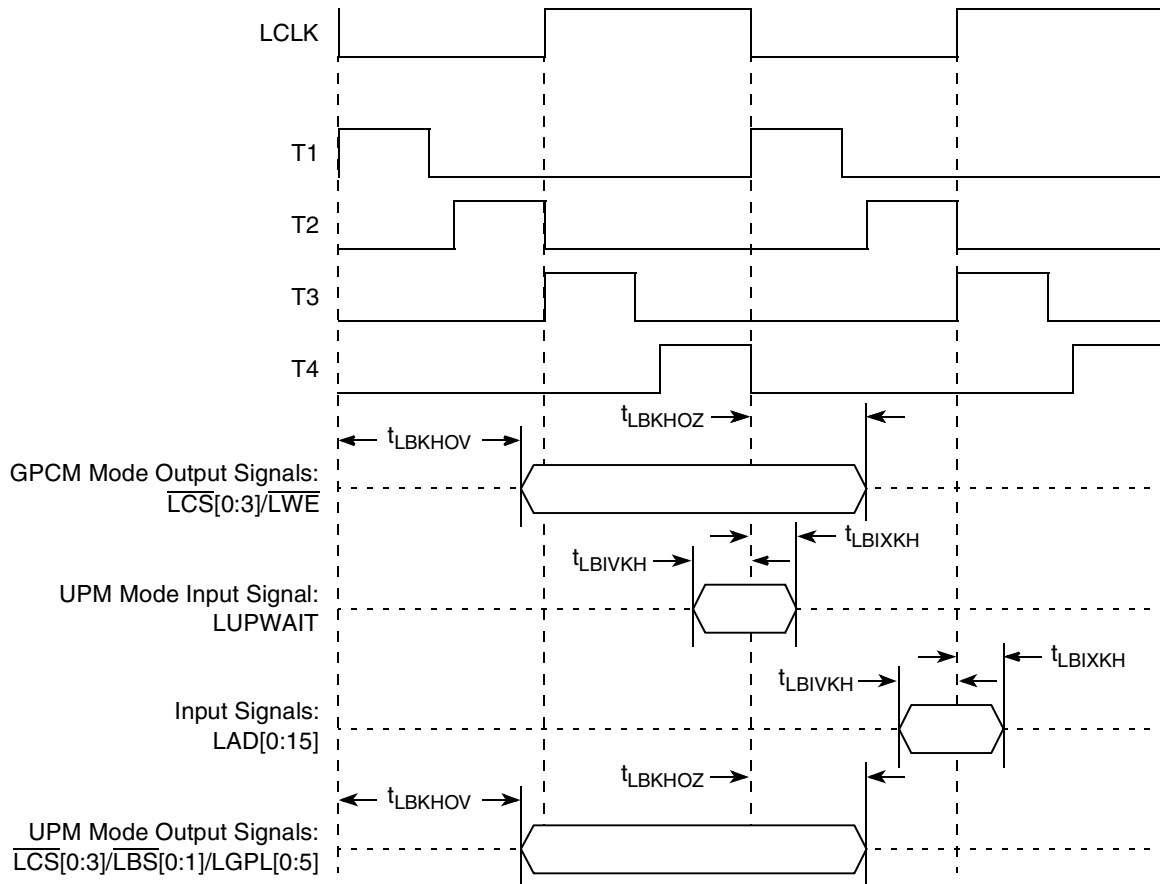 LCLK
T1
T2
T3
T4
tLBKHOZ
tLBKHOV
GPCM Mode Output Signals:
LCS[0:3]/LWE
tLBIXKH
tLBIVKH
UPM Mode Input Signal:
LUPWAIT
tLBIXKH
tLBIVKH
Input Signals:
LAD[0:15]
tLBKHOZ
tLBKHOV
UPM Mode Output Signals:
LCS[0:3]/LBS[0:1]/LGPL[0:5]